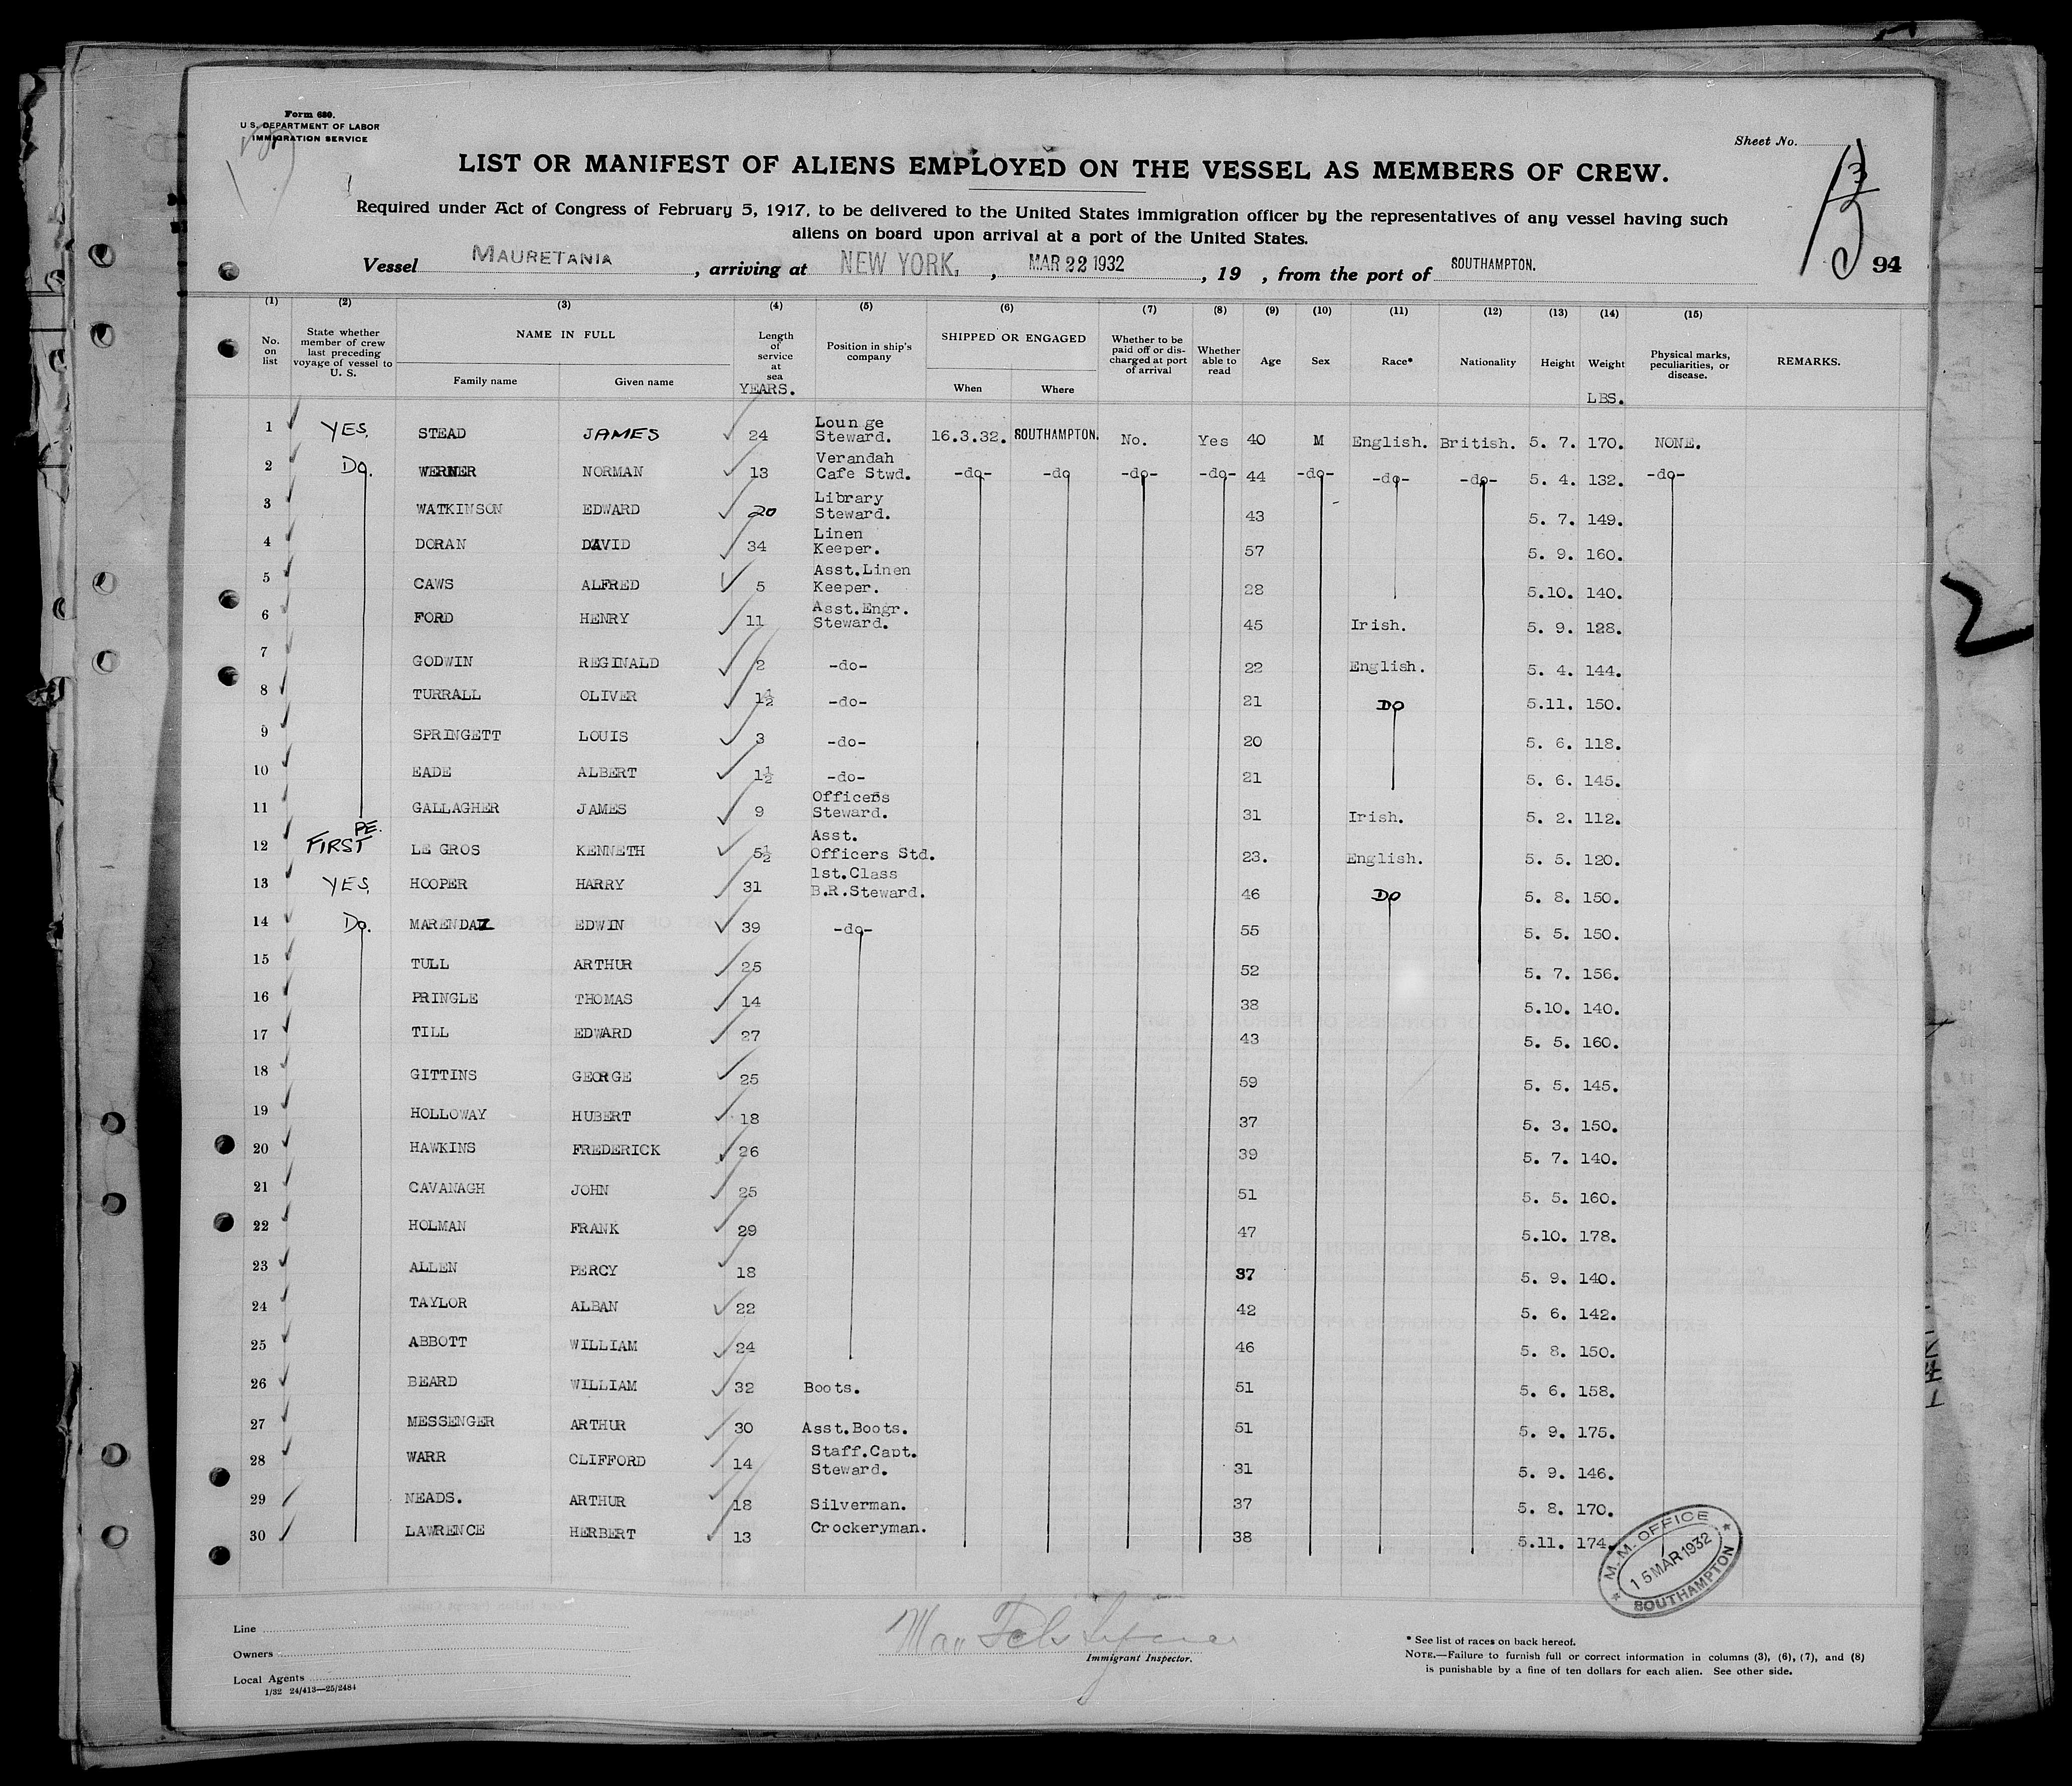 Form 680.
U. S. DEPARTMENT OF LABOR
IMMIGRATION SERVICE
Sheet No.
LIST OR MANIFEST OF ALIENS EMPLOYED ON THE VESSEL AS MEMBERS OF CREW.
Required under Act of Congress of February 5, 1917, to be delivered to the United States immigration officer by the representatives of any vessel having such
aliens on board upon arrival at a port of the United States.
Vessel MAURETANIA , arriving at NEW YORK, , MAR 22 1932 , 19 , from the port of SOUTHAMPTON.
94
(1) (2) (3) (4) (5) (6) (7) (8) (9) (10) (11) (12) (13) (14) (15)
No. on list State whether member of crew last preceding voyage of vessel to U. S. NAME IN FULL Family name Given name Length of service at sea YEARS. Position in ship's company SHIPPED OR ENGAGED When Where Whether to be paid off or discharged at port of arrival Whether able to read Age Sex Race* Nationality Height Weight LBS. Physical marks, peculiarities, or disease. REMARKS.
1 YES. STEAD JAMES 24 Lounge Steward. 16.3.32. SOUTHAMPTON. No. Yes 40 M English. British. 5. 7. 170. NONE.
2 Do. WERNER NORMAN 13 Verandah Cafe Stwd. -do- -do -do- -do- 44 -do- -do- -do- 5. 4. 132. -do-
3 WATKINSON EDWARD 20 Library Steward. 43 5. 7. 149.
4 DORAN DAVID 34 Linen Keeper. 57 5. 9. 160.
5 CAWS ALFRED 5 Asst.Linen Keeper. 28 5.10. 140.
6 FORD HENRY 11 Asst.Engr. Steward. 45 Irish. 5. 9. 128.
7 GODWIN REGINALD 2 -do- 22 English. 5. 4. 144.
8 TURRALL OLIVER 1½ -do- 21 DO 5.11. 150.
9 SPRINGETT LOUIS 3 -do- 20 5. 6. 118.
10 EADE ALBERT 1½ -do- 21 5. 6. 145.
11 GALLAGHER JAMES 9 Officers Steward. 31 Irish. 5. 2. 112.
12 FIRST PE. LE GROS KENNETH 5½ Asst. Officers Std. 23. English. 5. 5. 120.
13 YES. HOOPER HARRY 31 1st.Class B.R.Steward. 46 DO 5. 8. 150.
14 Do. MARENDAZ EDWIN 39 -do- 55 5. 5. 150.
15 TULL ARTHUR 25 52 5. 7. 156.
16 PRINGLE THOMAS 14 38 5.10. 140.
17 TILL EDWARD 27 43 5. 5. 160.
18 GITTINS GEORGE 25 59 5. 5. 145.
19 HOLLOWAY HUBERT 18 37 5. 3. 150.
20 HAWKINS FREDERICK 26 39 5. 7. 140.
21 CAVANAGH JOHN 25 51 5. 5. 160.
22 HOLMAN FRANK 29 47 5.10. 178.
23 ALLEN PERCY 18 37 5. 9. 140.
24 TAYLOR ALBAN 22 42 5. 6. 142.
25 ABBOTT WILLIAM 24 46 5. 8. 150.
26 BEARD WILLIAM 32 Boots. 51 5. 6. 158.
27 MESSENGER ARTHUR 30 Asst.Boots. 51 5. 9. 175.
28 WARR CLIFFORD 14 Staff.Capt. Steward. 31 5. 9. 146.
29 NEADS. ARTHUR 18 Silverman. 37 5. 8. 170.
30 LAWRENCE HERBERT 13 Crockeryman. 38 5.11. 174.
M. M. OFFICE
15 MAR 1932
SOUTHAMPTON
Line
Owners
Local Agents
1/32 24/413—25/2484
Immigrant Inspector.
* See list of races on back hereof.
NOTE.—Failure to furnish full or correct information in columns (3), (6), (7), and (8)
is punishable by a fine of ten dollars for each alien. See other side.